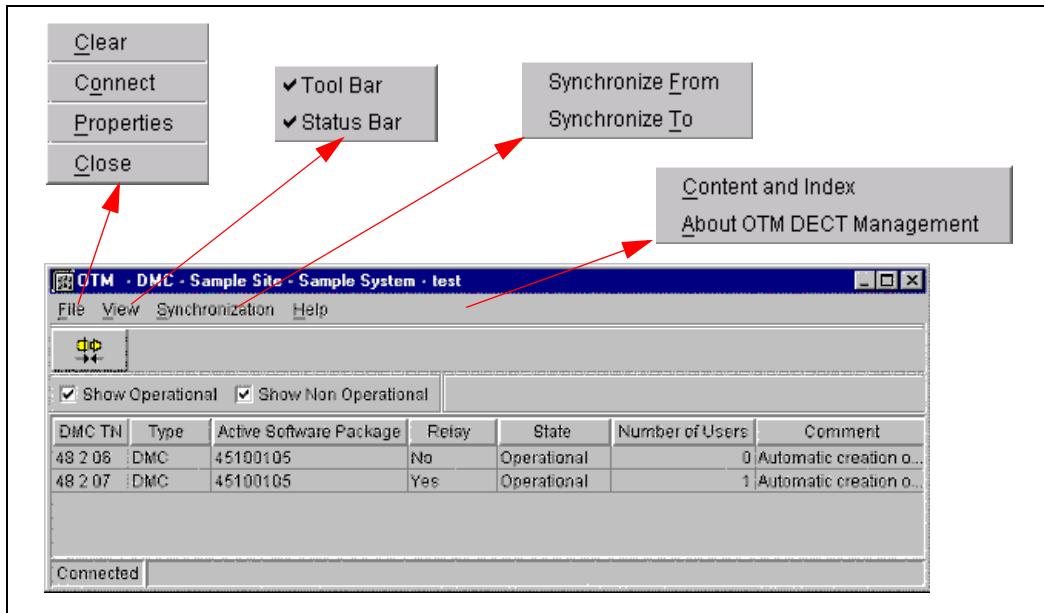 Clear
Connect
Properties
Close
Tool Bar
Status Bar
Synchronize From
Synchronize To
Content and Index
About OTM DECT Management
OTM - DMC - Sample Site - Sample System - test
File View Synchronization Help
Show Operational Show Non Operational
DMC TN Type Active Software Package Relay State Number of Users Comment
48 2 06 DMC 45100105 No Operational 0 Automatic creation o...
48 2 07 DMC 45100105 Yes Operational 1 Automatic creation o...
Connected